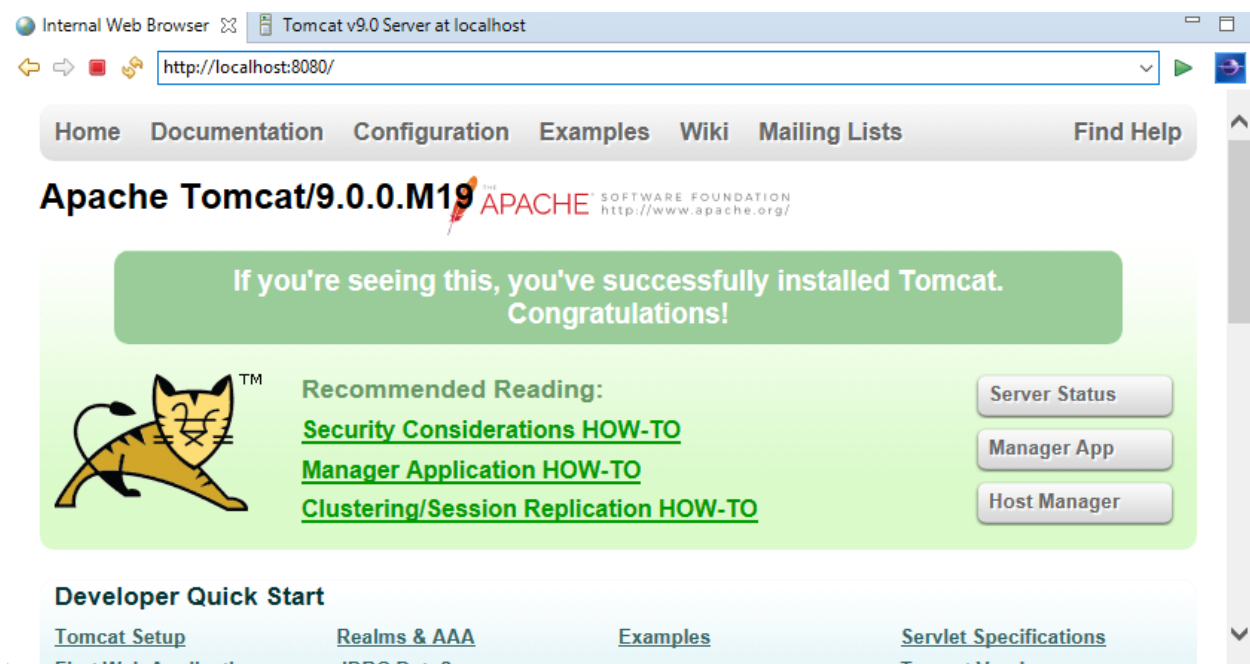 Internal Web Browser Tomcat v9.0 Server at localhost
http://localhost:8080/
Home Documentation Configuration Examples Wiki Mailing Lists Find Help
Apache Tomcat/9.0.0.M19 THE APACHE SOFTWARE FOUNDATION
http://www.apache.org/
If you're seeing this, you've successfully installed Tomcat.
Congratulations!
TM
Recommended Reading:
Security Considerations HOW-TO
Manager Application HOW-TO
Clustering/Session Replication HOW-TO
Server Status
Manager App
Host Manager
Developer Quick Start
Tomcat Setup Realms & AAA Examples Servlet Specifications